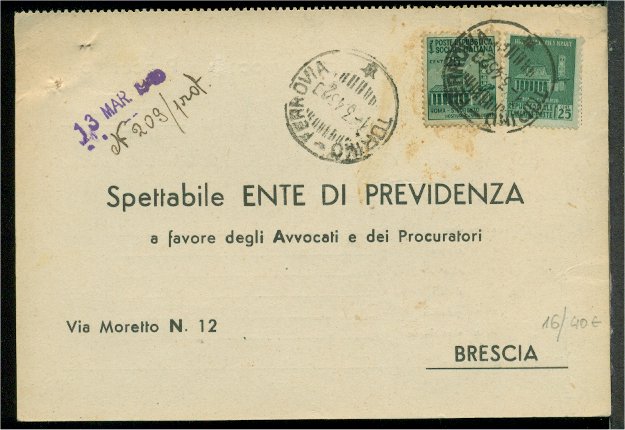 13 MAR
N 209/prot.
TORINO - FERROVIA
POSTE REPUBBLICA
SOCIALE ITALIANA
25
Spettabile ENTE DI PREVIDENZA
a favore degli Avvocati e dei Procuratori
Via Moretto N. 12
16/40€
BRESCIA